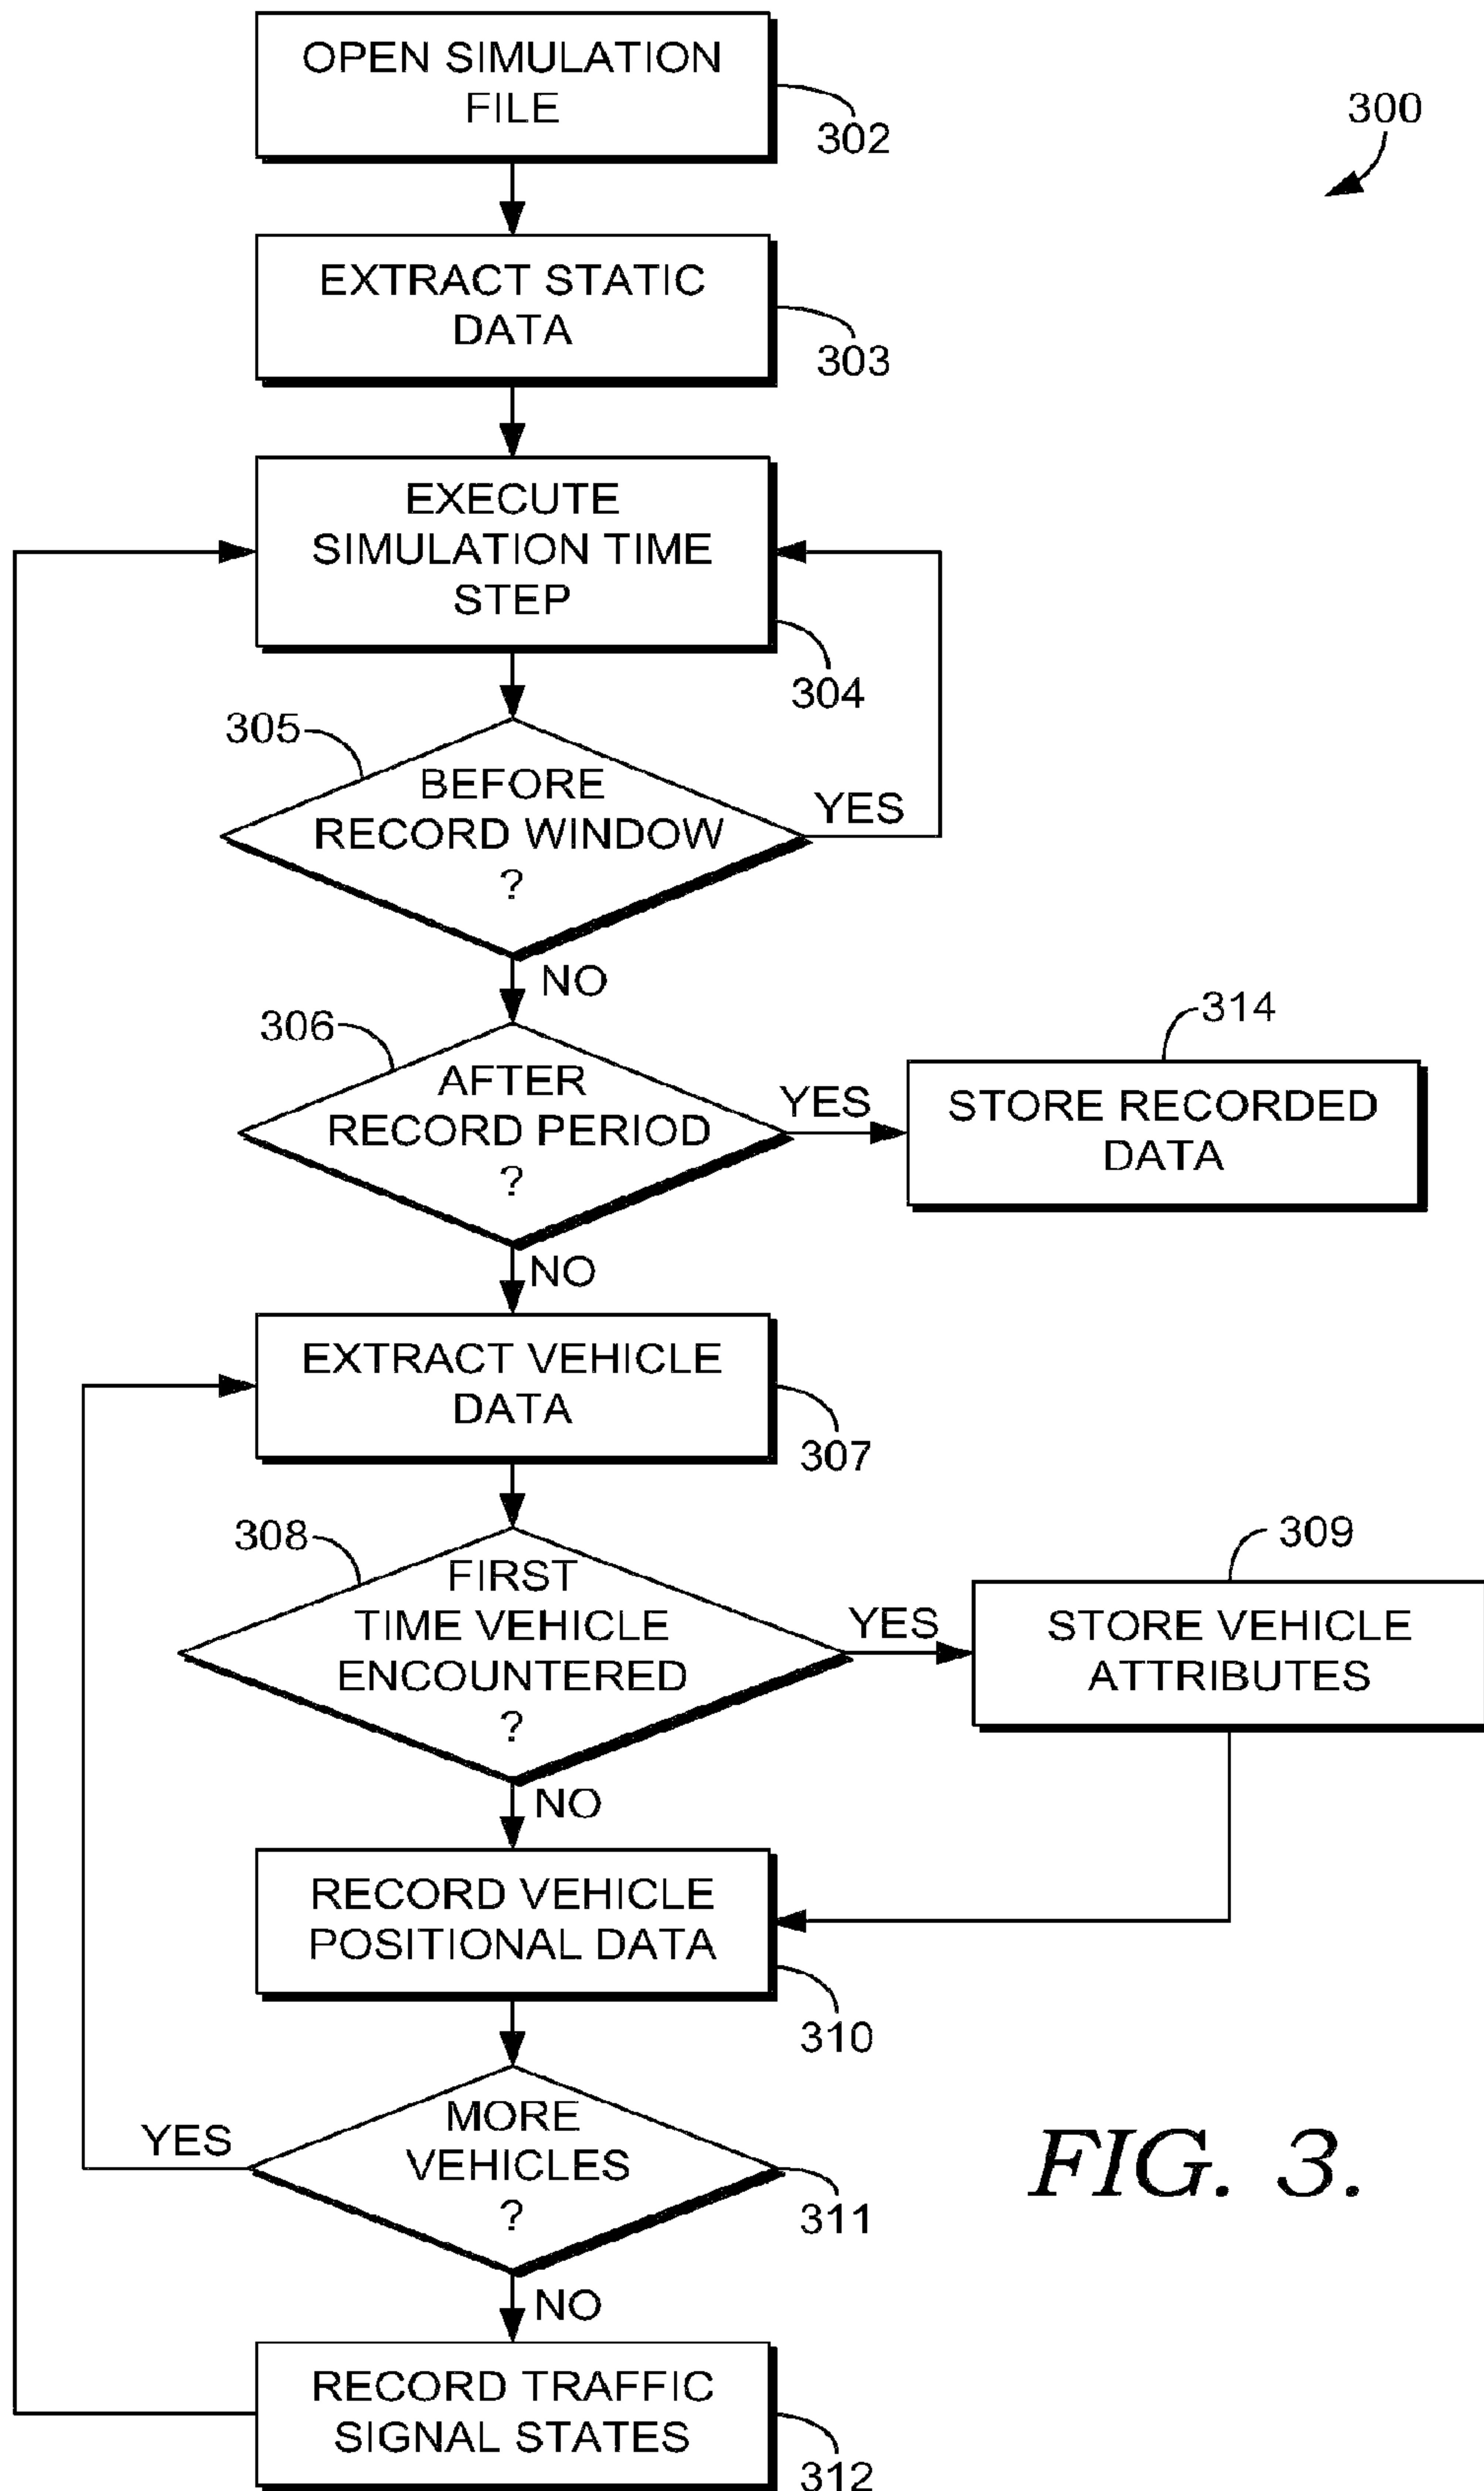 OPEN SIMULATION
FILE
302
300
EXTRACT STATIC
DATA
303
EXECUTE
SIMULATION TIME
STEP
304
305
BEFORE
RECORD WINDOW
?
YES
NO
306
AFTER
RECORD PERIOD
?
YES
314
STORE RECORDED
DATA
NO
EXTRACT VEHICLE
DATA
307
308
FIRST
TIME VEHICLE
ENCOUNTERED
?
YES
309
STORE VEHICLE
ATTRIBUTES
NO
RECORD VEHICLE
POSITIONAL DATA
310
YES
MORE
VEHICLES
?
311
FIG. 3.
NO
RECORD TRAFFIC
SIGNAL STATES
312